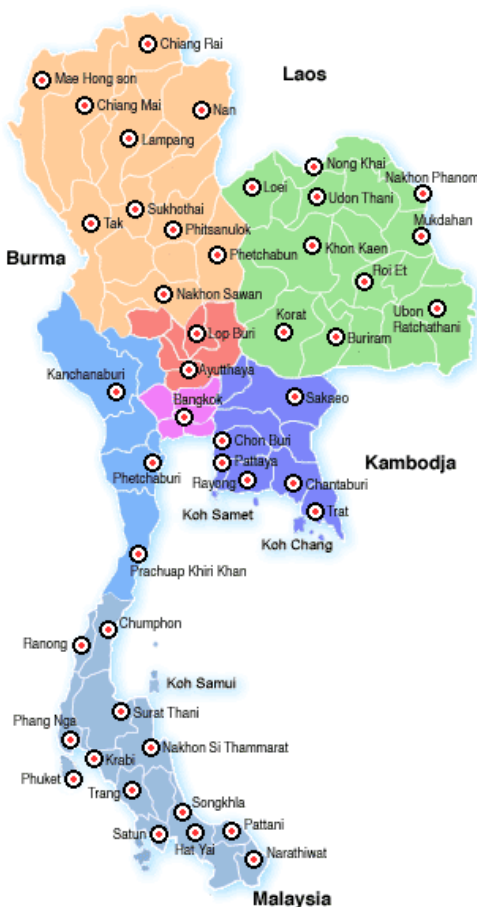 Chiang Rai
Laos
Mae Hong son
Chiang Mai
Nan
Lampang
Nong Khai
Nakhon Phanom
Loei
Udon Thani
Sukhothai
Mukdahan
Tak
Phitsanulok
Khon Kaen
Burma
Phetchabun
Roi Et
Nakhon Sawan
Ubon
Ratchathani
Korat
Lop Buri
Buriram
Ayutthaya
Kanchanaburi
Bangkok
Sakaeo
Chon Buri
Phetchaburi
Pattaya
Kambodja
Rayong
Chantaburi
Koh Samet
Trat
Koh Chang
Prachuap Khiri Khan
Chumphon
Ranong
Koh Samui
Surat Thani
Phang Nga
Nakhon Si Thammarat
Krabi
Phuket
Trang
Songkhla
Satun
Hat Yai
Pattani
Narathiwat
Malaysia